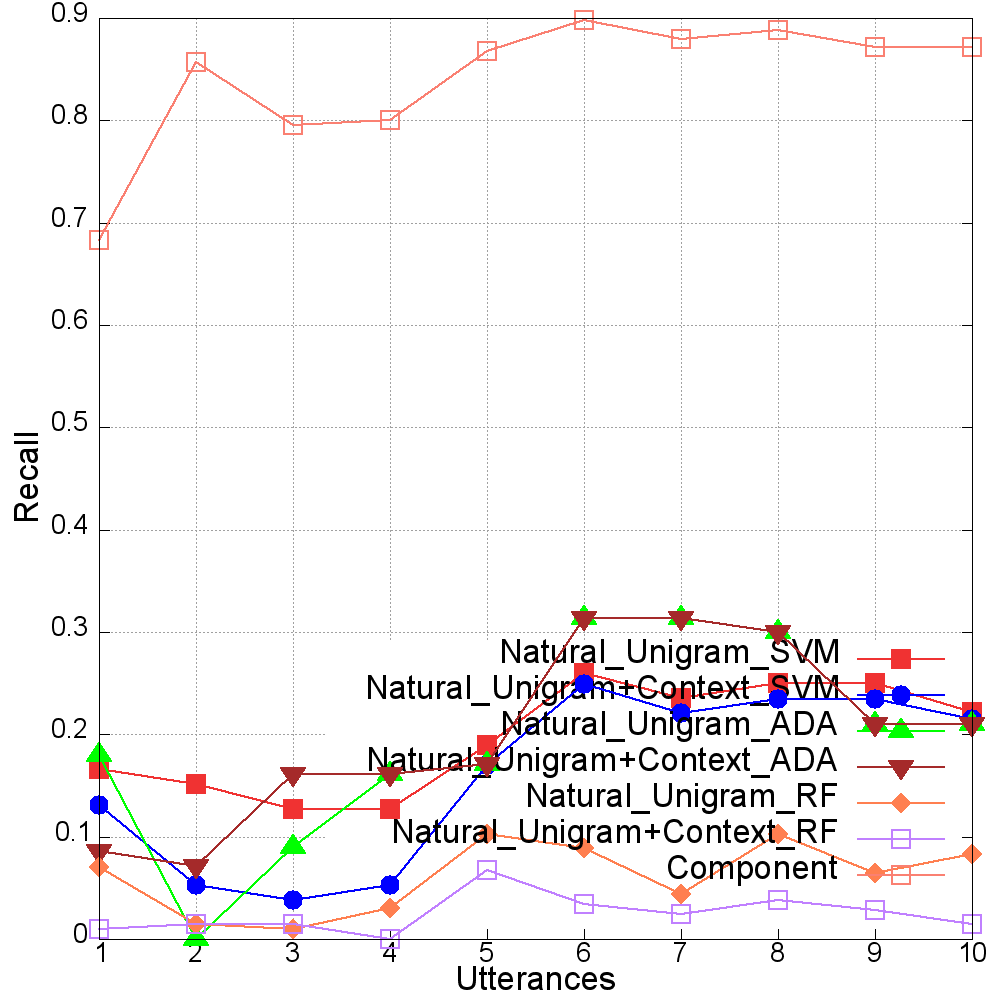 0.9
0.8
0.7
0.6
0.5
0.4
0.3
0.2
0.1
0
Recall
Natural_Unigram_SVM
Natural_Unigram+Context_SVM
Natural_Unigram_ADA
Natural_Unigram+Context_ADA
Natural_Unigram_RF
Natural_Unigram+Context_RF
Component
1 2 3 4 5 6 7 8 9 10
Utterances